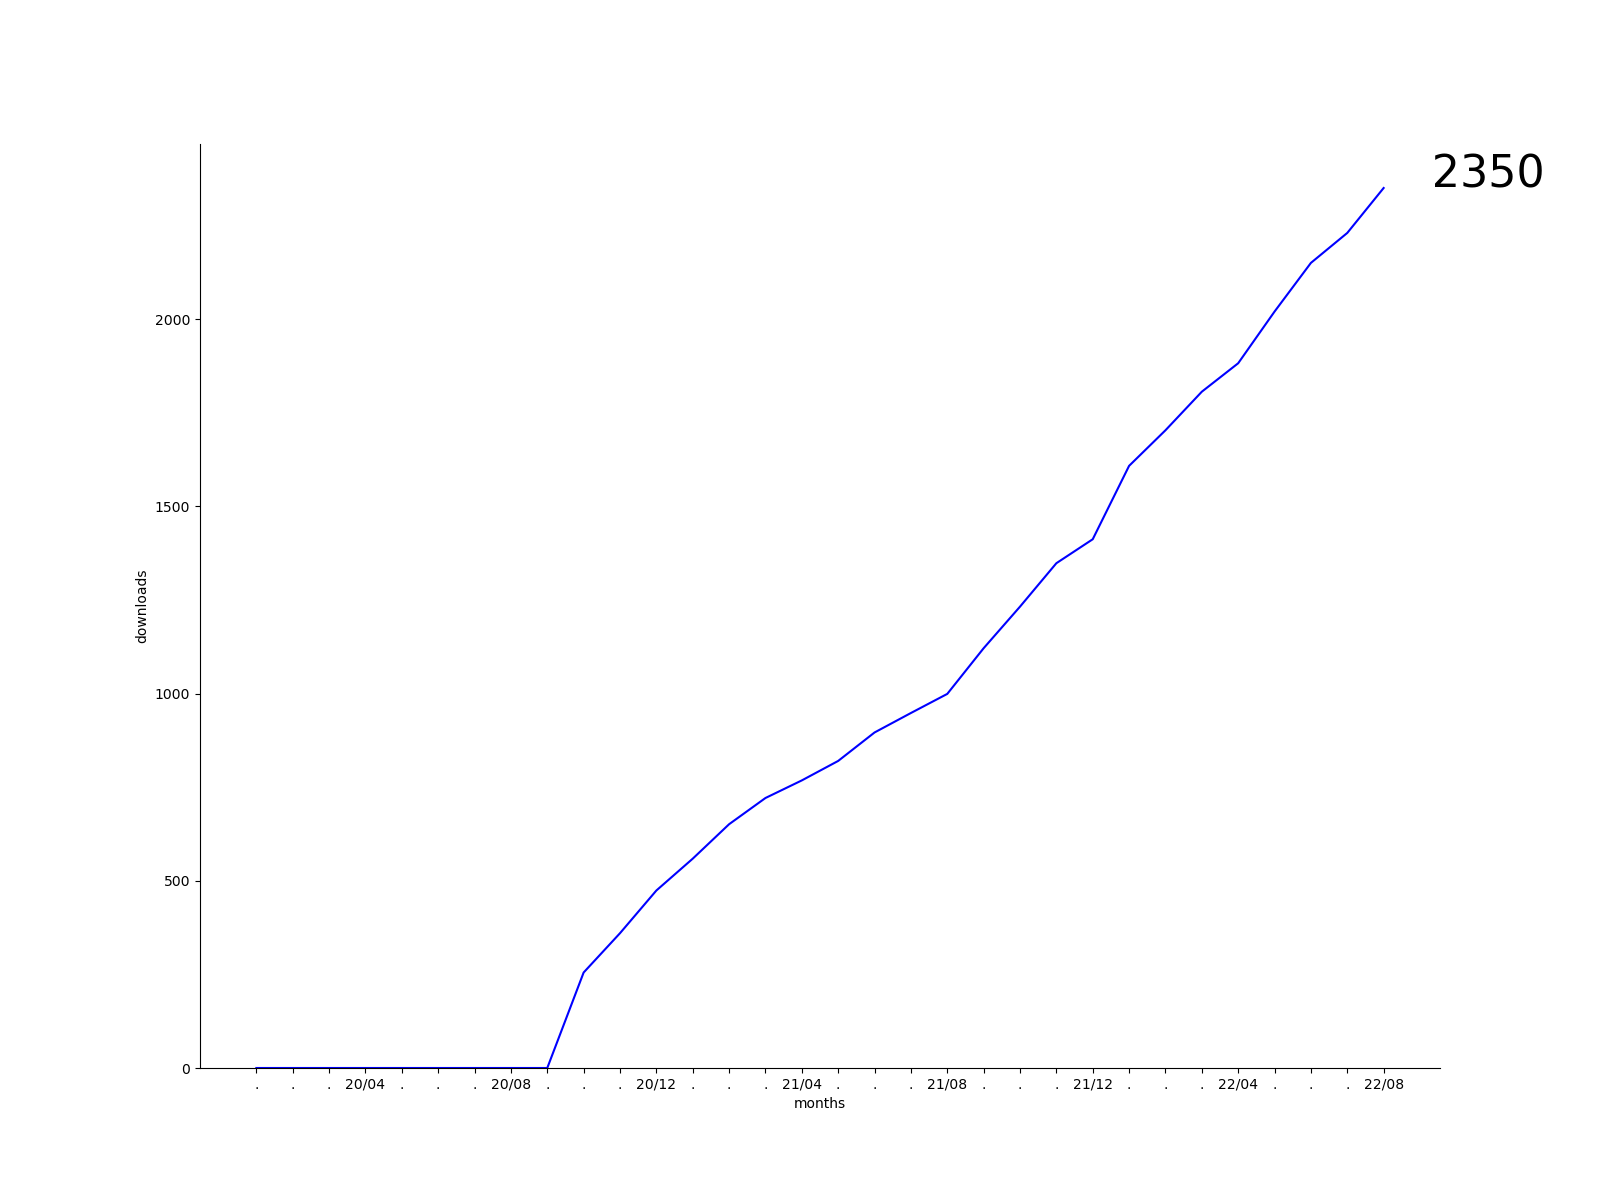 2350
2000
1500
1000
500
0
downloads
. . . 20/04 . . . 20/08 . . . 20/12 . . . 21/04 . . . 21/08 . . . 21/12 . . . 22/04 . . . 22/08
months